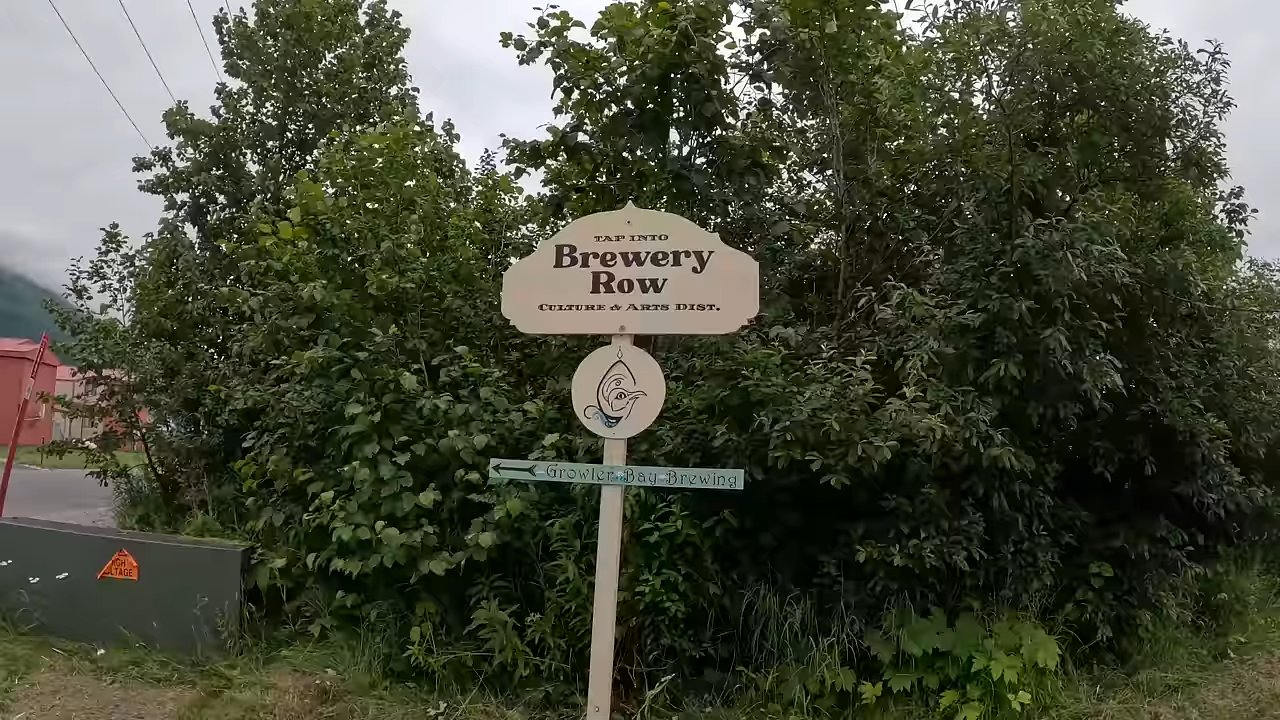 TAP INTO
Brewery
Row
CULTURE & ARTS DIST.
Growler Bay Brewing
HIGH
VOLTAGE